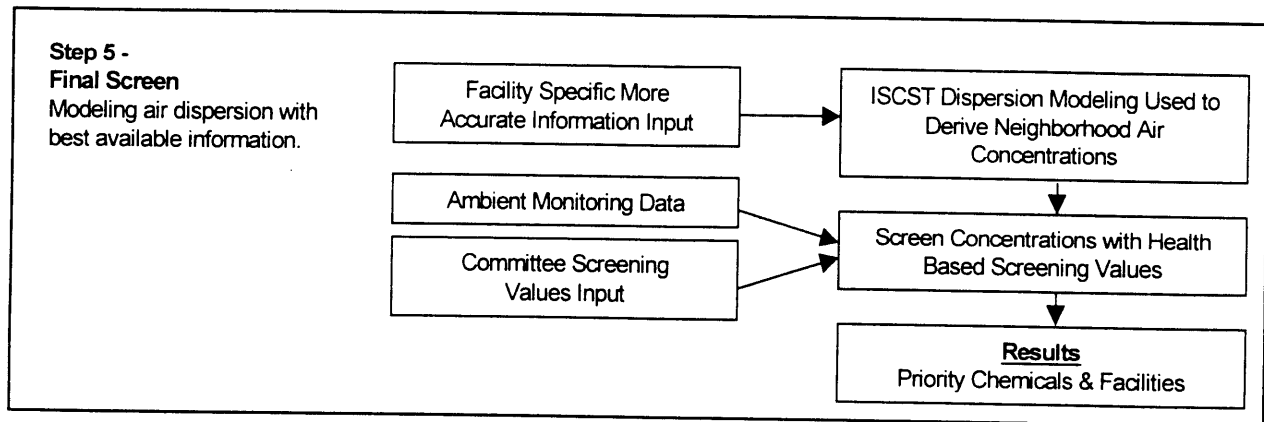 Step 5 -
Final Screen
Modeling air dispersion with
best available information.
Facility Specific More
Accurate Information Input
ISCST Dispersion Modeling Used to
Derive Neighborhood Air
Concentrations
Ambient Monitoring Data
Committee Screening
Values Input
Screen Concentrations with Health
Based Screening Values
Results
Priority Chemicals & Facilities